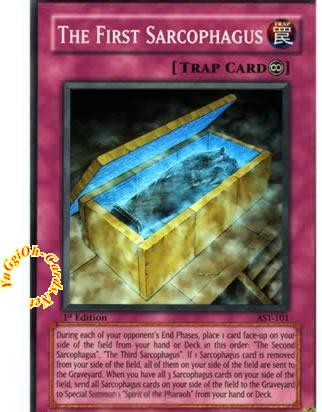 The First Sarcophagus
TRAP
罠
[Trap Card∞]
YuGgiOh-Cards.Net
1st Edition
AST-101
During each of your opponent's End Phases, place 1 card face-up on your
side of the field from your hand or Deck in this order: "The Second
Sarcophagus", "The Third Sarcophagus". If 1 Sarcophagus card is removed
from your side of the field, all of them on your side of the field are sent to
the Graveyard. When you have all 3 Sarcophagus cards on your side of the
field, send all Sarcophagus cards on your side of the field to the Graveyard
to Special Summon 1 "Spirit of the Pharaoh" from your hand or Deck.